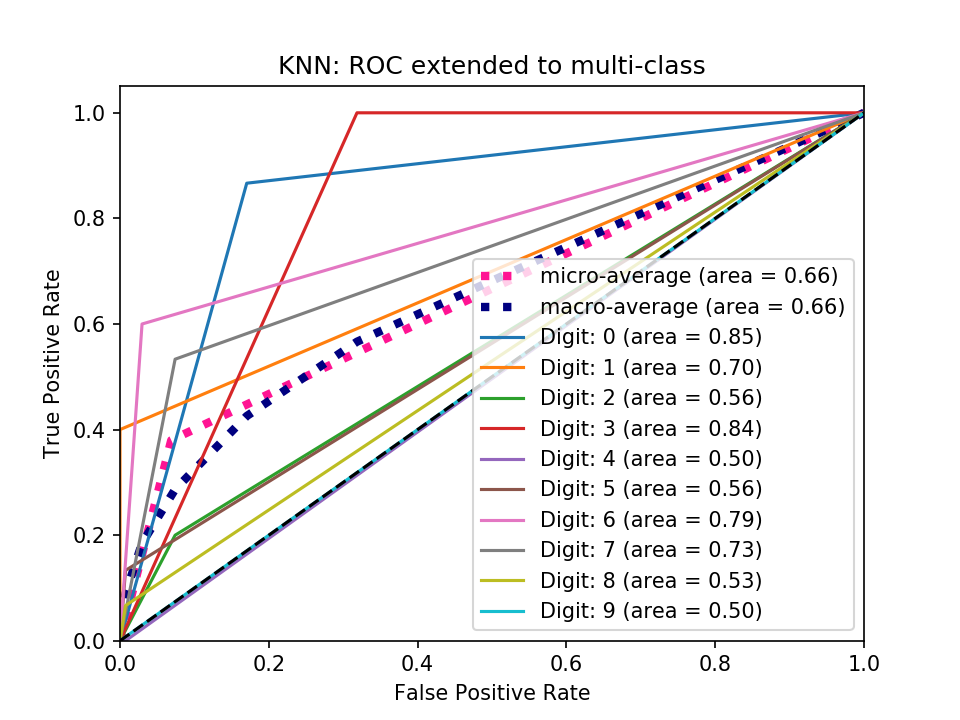 KNN: ROC extended to multi-class
True Positive Rate
1.0
0.8
0.6
0.4
0.2
0.0
micro-average (area = 0.66)
macro-average (area = 0.66)
Digit: 0 (area = 0.85)
Digit: 1 (area = 0.70)
Digit: 2 (area = 0.56)
Digit: 3 (area = 0.84)
Digit: 4 (area = 0.50)
Digit: 5 (area = 0.56)
Digit: 6 (area = 0.79)
Digit: 7 (area = 0.73)
Digit: 8 (area = 0.53)
Digit: 9 (area = 0.50)
0.0 0.2 0.4 0.6 0.8 1.0
False Positive Rate